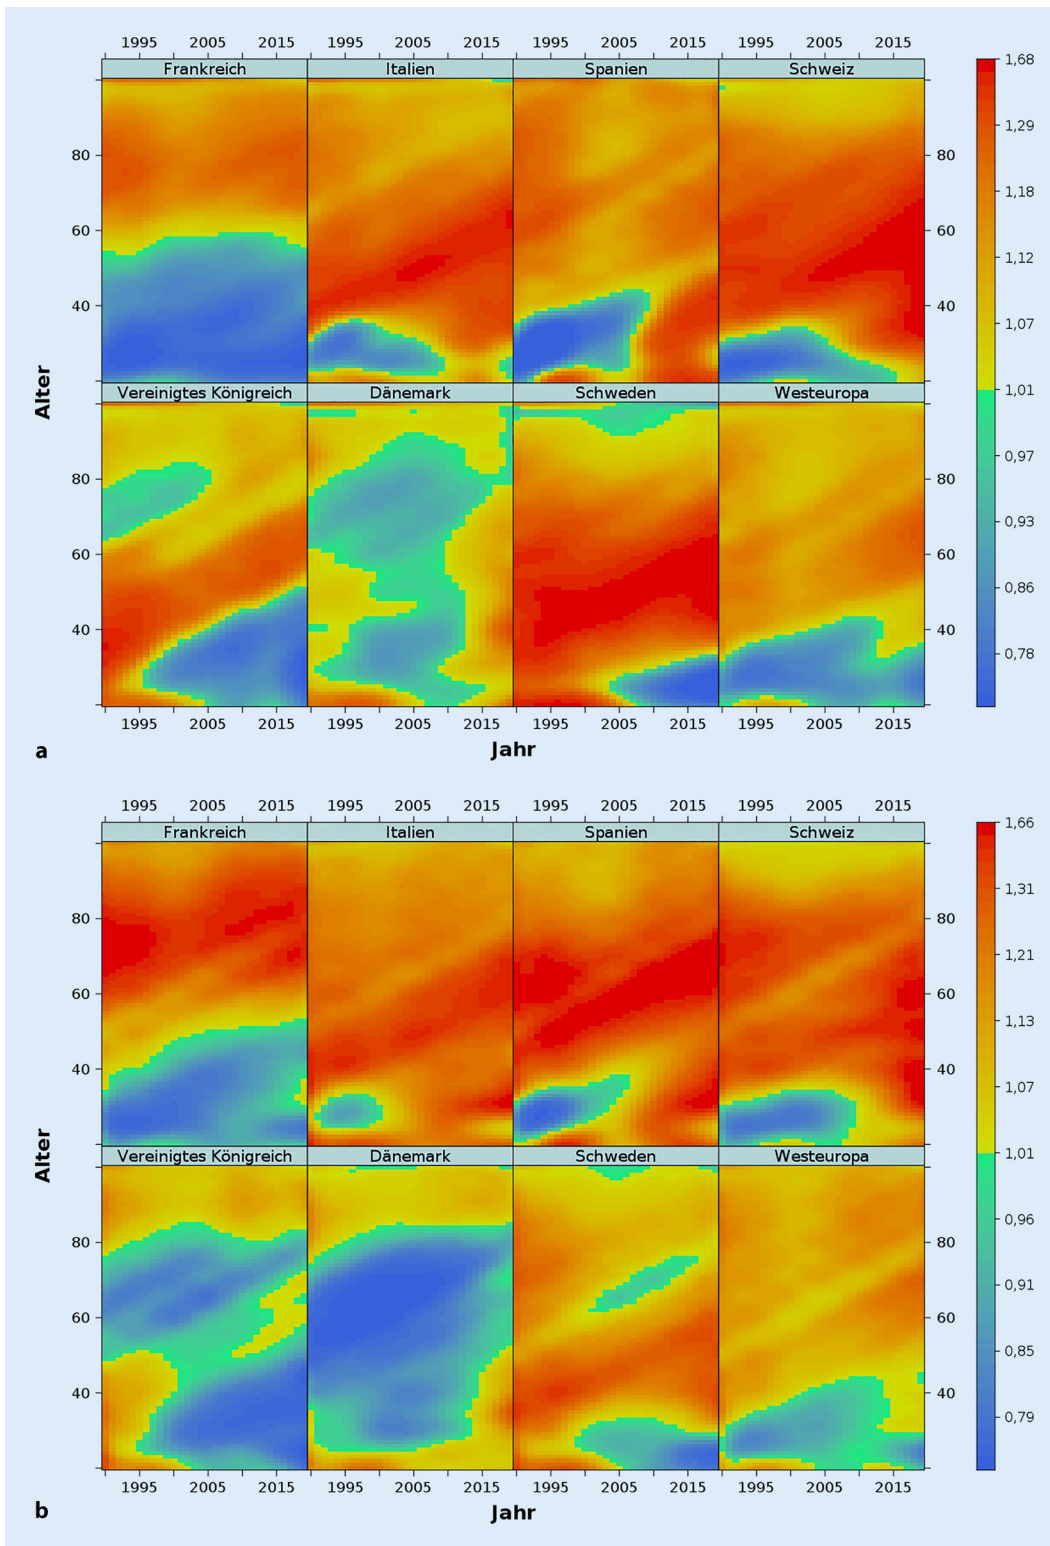 1995 2005 2015 1995 2005 2015 1995 2005 2015 1995 2005 2015
Frankreich Italien Spanien Schweiz
80 80
60 60
40 40
Vereinigtes Königreich Dänemark Schweden Westeuropa
80 80
60 60
40 40
1995 2005 2015 1995 2005 2015 1995 2005 2015 1995 2005 2015
Alter
Jahr
a
1,68
1,29
1,18
1,12
1,07
1,01
0,97
0,93
0,86
0,78
1995 2005 2015 1995 2005 2015 1995 2005 2015 1995 2005 2015
Frankreich Italien Spanien Schweiz
80 80
60 60
40 40
Vereinigtes Königreich Dänemark Schweden Westeuropa
80 80
60 60
40 40
1995 2005 2015 1995 2005 2015 1995 2005 2015 1995 2005 2015
Alter
Jahr
b
1,66
1,31
1,21
1,13
1,07
1,01
0,96
0,91
0,85
0,79